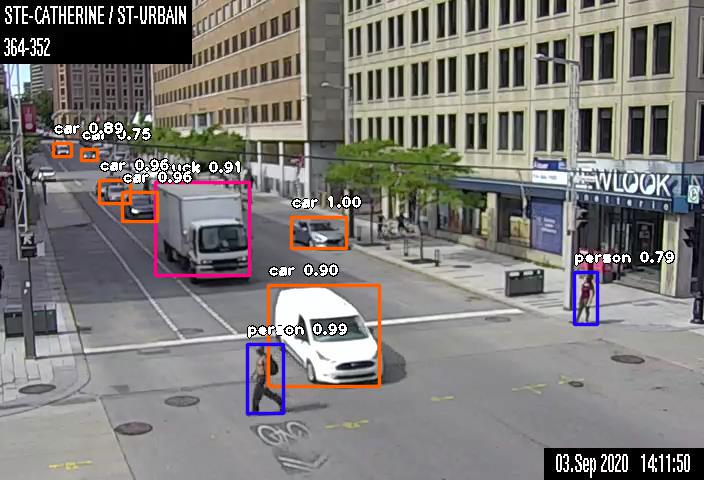 STE-CATHERINE / ST-URBAIN
364-352
car 0.89
car 0.75
car 0.96
truck 0.91
car 0.96
car 1.00
NEWLOOK
person 0.79
car 0.90
person 0.99
03.Sep 2020 14:11:50